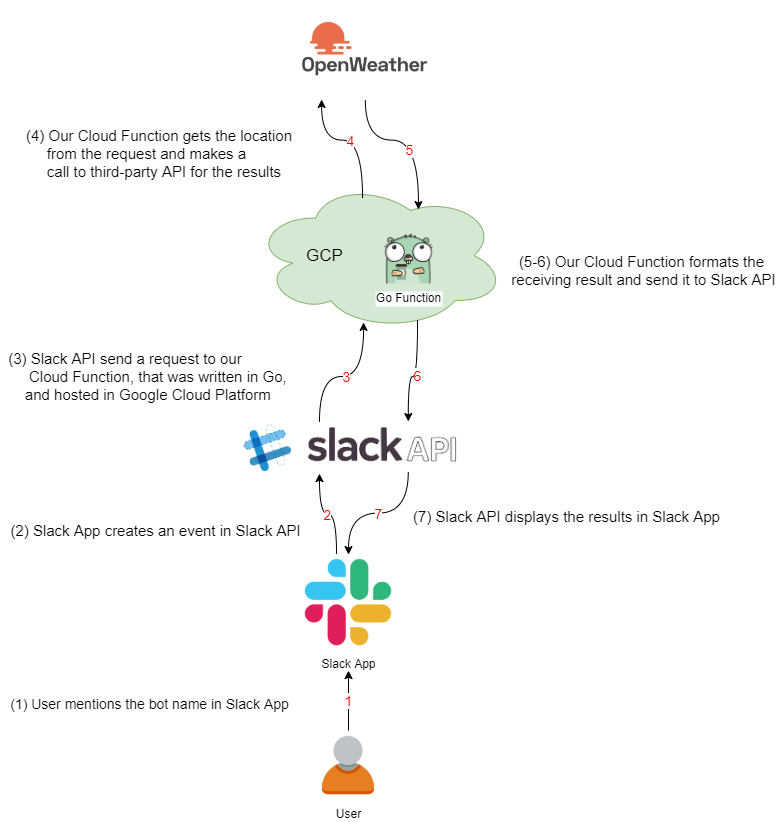 OpenWeather
(4) Our Cloud Function gets the location
from the request and makes a
call to third-party API for the results
4
5
GCP
Go Function
(5-6) Our Cloud Function formats the
receiving result and send it to Slack API
(3) Slack API send a request to our
Cloud Function, that was written in Go,
and hosted in Google Cloud Platform
3
6
slack API
(2) Slack App creates an event in Slack API
2
7
(7) Slack API displays the results in Slack App
Slack App
(1) User mentions the bot name in Slack App
1
User